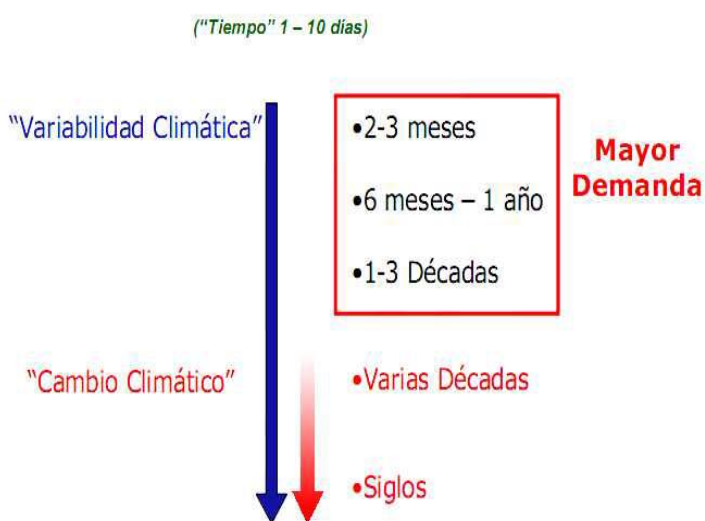 ("Tiempo" 1 – 10 días)
"Variabilidad Climática"
•2-3 meses
•6 meses – 1 año
•1-3 Décadas
Mayor
Demanda
"Cambio Climático"
•Varias Décadas
•Siglos